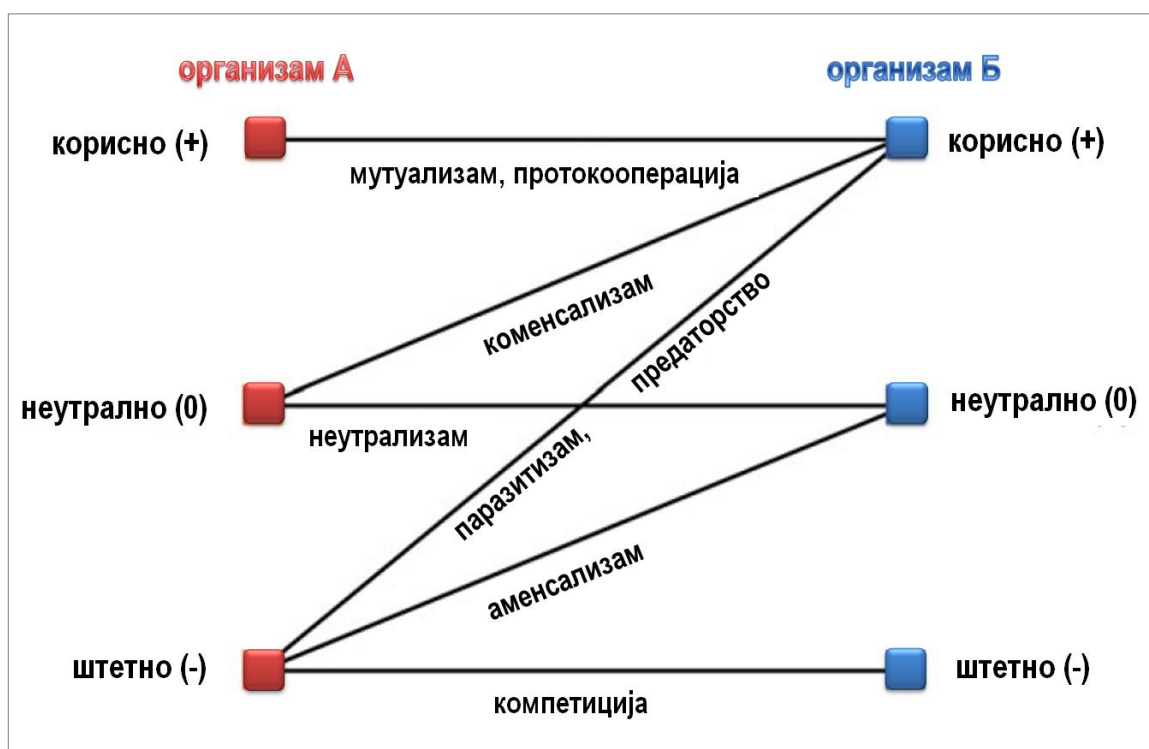 организам А
организам Б
корисно (+)
корисно (+)
мутуализам, протокооперација
коменсализам
предаторство
неутрално (0)
неутрално (0)
неутрализам
паразитизам,
аменсализам
штетно (-)
штетно (-)
компетиција